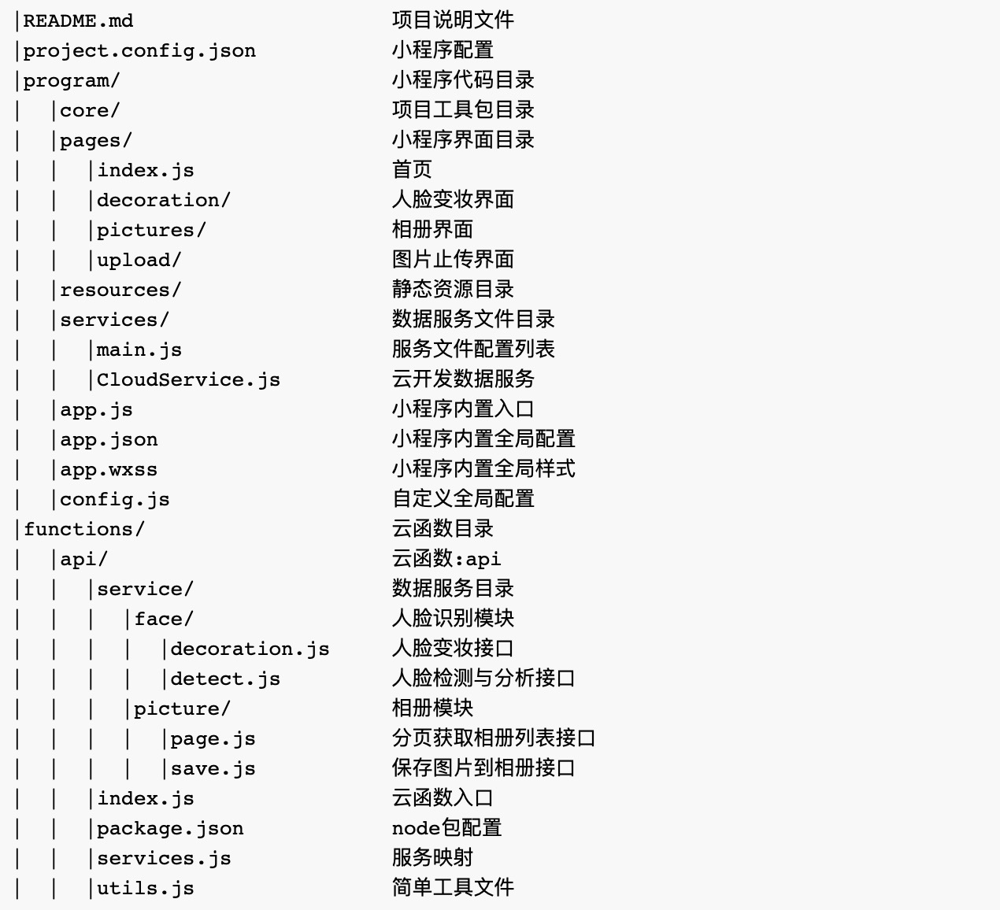 |README.md                     项目说明文件
|project.config.json           小程序配置
|program/                      小程序代码目录
|  |core/                      项目工具包目录
|  |pages/                     小程序界面目录
|  |  |index.js                首页
|  |  |decoration/             人脸变妆界面
|  |  |pictures/               相册界面
|  |  |upload/                 图片止传界面
|  |resources/                 静态资源目录
|  |services/                  数据服务文件目录
|  |  |main.js                 服务文件配置列表
|  |  |CloudService.js         云开发数据服务
|  |app.js                     小程序内置入口
|  |app.json                   小程序内置全局配置
|  |app.wxss                   小程序内置全局样式
|  |config.js                  自定义全局配置
|functions/                    云函数目录
|  |api/                       云函数:api
|  |  |service/                数据服务目录
|  |  |  |face/                人脸识别模块
|  |  |  |  |decoration.js     人脸变妆接口
|  |  |  |  |detect.js         人脸检测与分析接口
|  |  |  |picture/             相册模块
|  |  |  |  |page.js           分页获取相册列表接口
|  |  |  |  |save.js           保存图片到相册接口
|  |  |index.js                云函数入口
|  |  |package.json            node包配置
|  |  |services.js             服务映射
|  |  |utils.js                简单工具文件